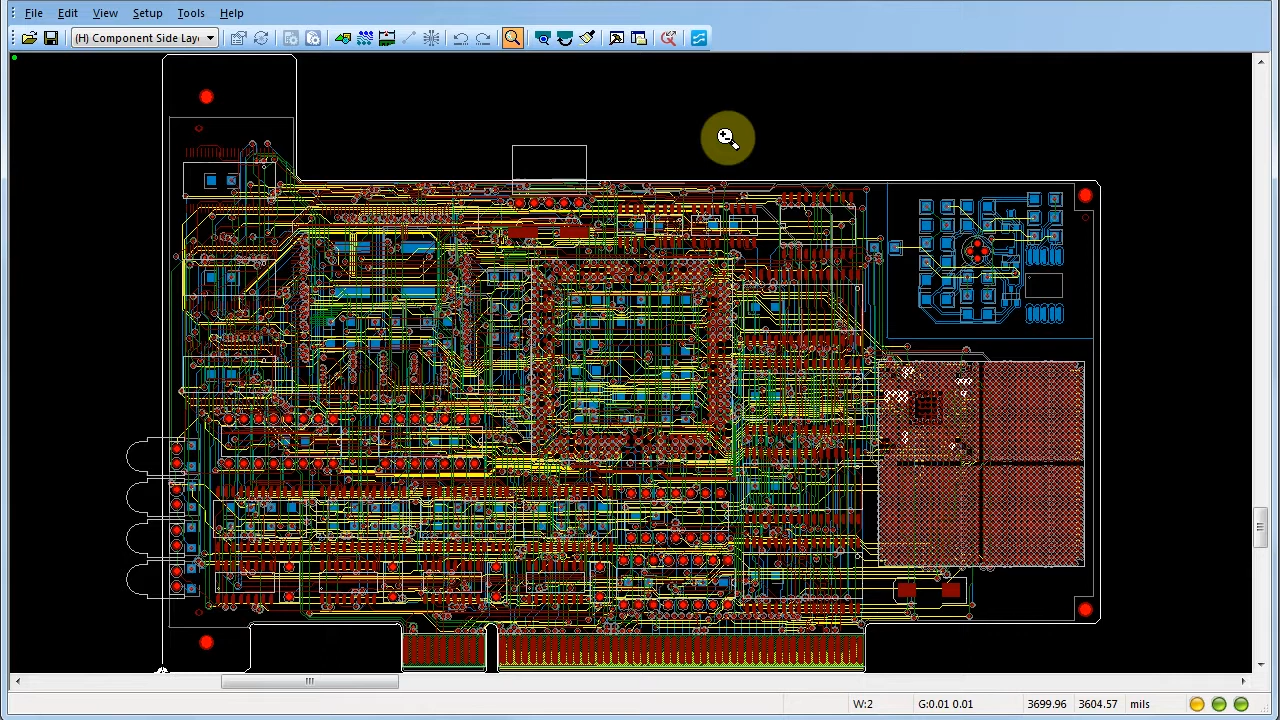 File Edit View Setup Tools Help
(H) Component Side Lay
W:2 G:0.01 0.01 3699.96 3604.57 mils